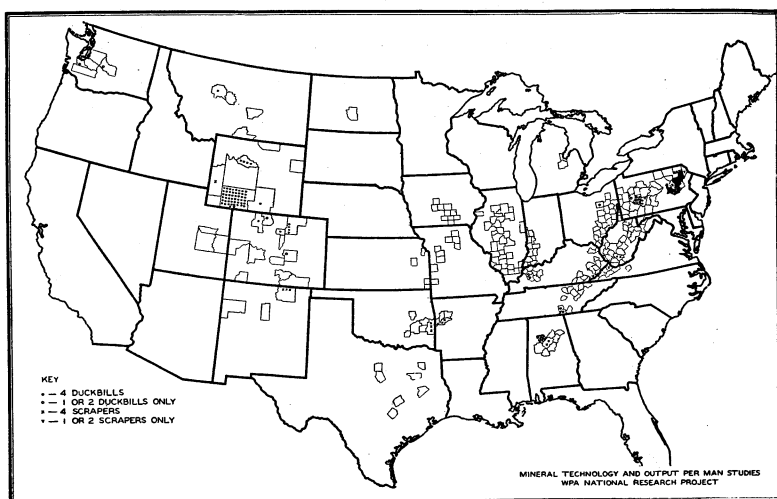 KEY
• — 4 DUCKBILLS
∘ — 1 OR 2 DUCKBILLS ONLY
▪ — 4 SCRAPERS
▾ — 1 OR 2 SCRAPERS ONLY
MINERAL TECHNOLOGY AND OUTPUT PER MAN STUDIES
WPA NATIONAL RESEARCH PROJECT